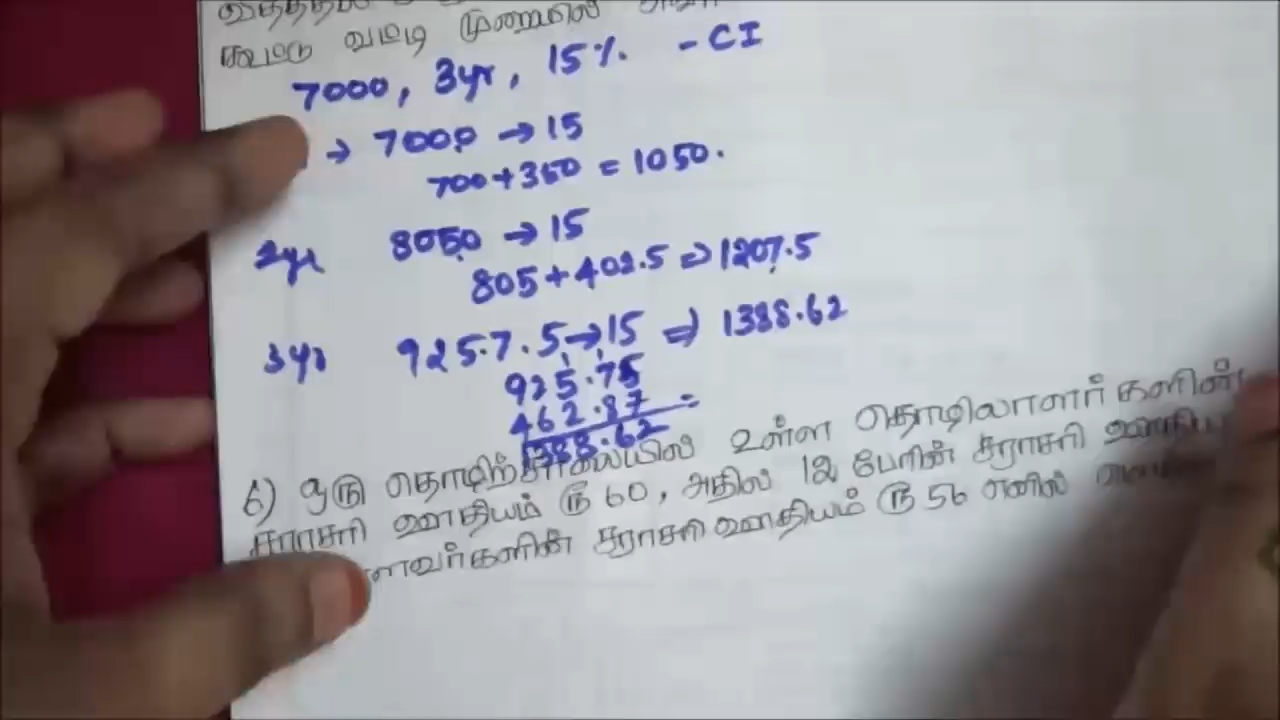 கூட்டு வட்டி முறையில்
7000, 3yr, 15%. - CI
→ 7000 → 15
700+350 = 1050.
2yr 8050 → 15
805+402.5 => 1207.5
3yr 925.7.5→15 => 1388.62
925.75
462.87 =
1388.62
6) ஒரு தொழிற்சாலையில் உள்ள தொழிலாளர்களின்
சராசரி ஊதியம் ரூ 60, அதில் 12 பேரின் சராசரி
சராசரி ஊதியம் ரூ 56 எனில்